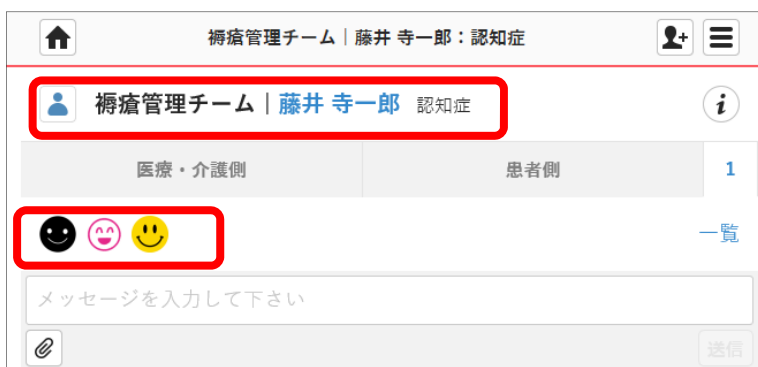 褥瘡管理チーム｜藤井 寺一郎：認知症
褥瘡管理チーム｜藤井 寺一郎 認知症
医療・介護側 患者側 1
一覧
メッセージを入力して下さい
送信